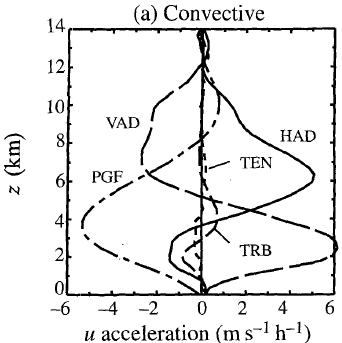 (a) Convective
14
12
10
8
6
4
2
0
z (km)
VAD
HAD
TEN
PGF
TRB
−6 −4 −2 0 2 4 6
u acceleration (m s⁻¹ h⁻¹)